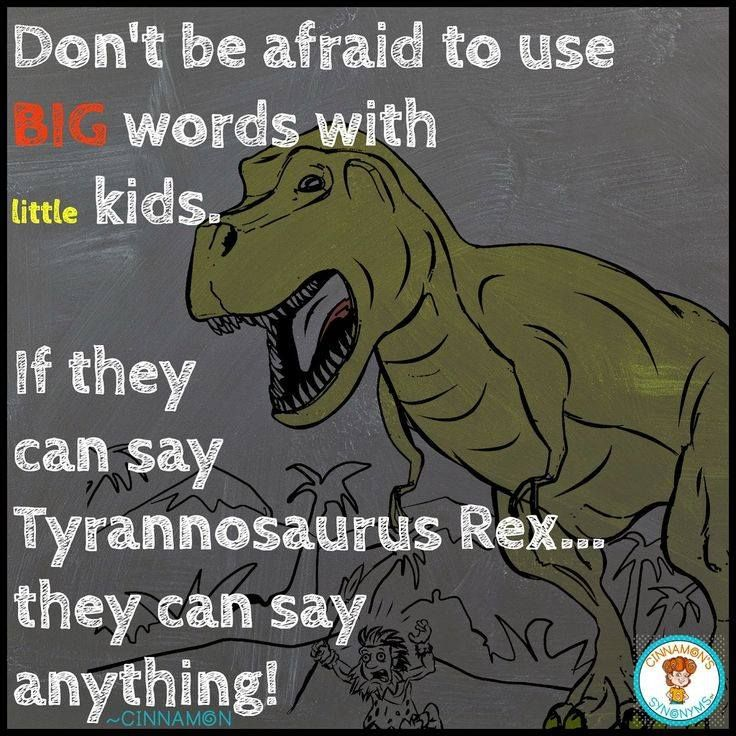 Don't be afraid to use
BIG words with
little kids.
If they
can say
Tyrannosaurus Rex...
they can say
anything!
~CINNAMON
CINNAMON'S
SYNONYMS